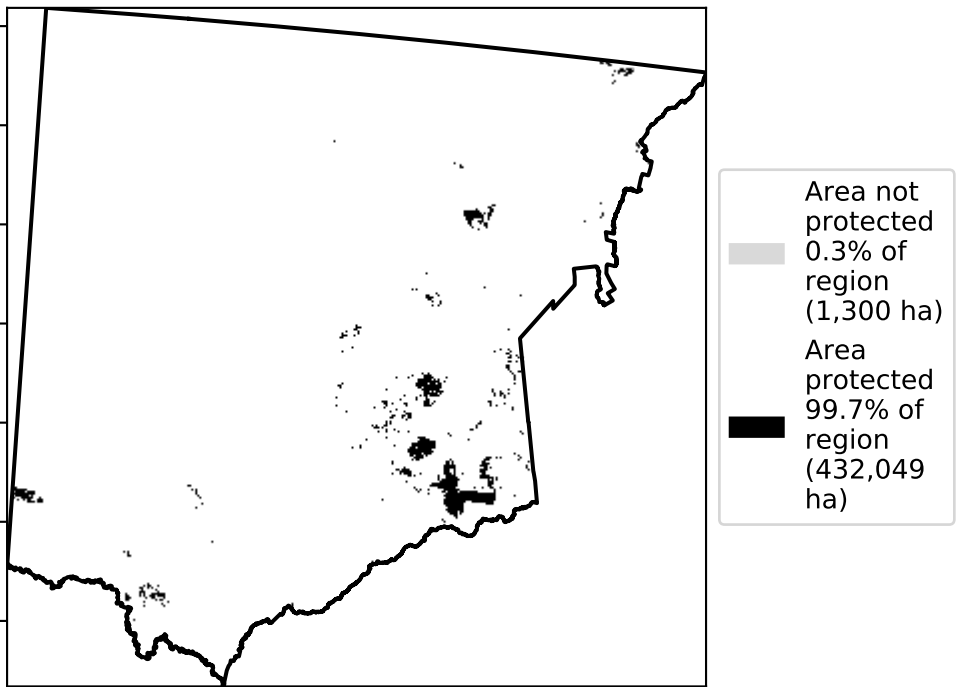 Area not
protected
0.3% of
region
(1,300 ha)
Area
protected
99.7% of
region
(432,049
ha)